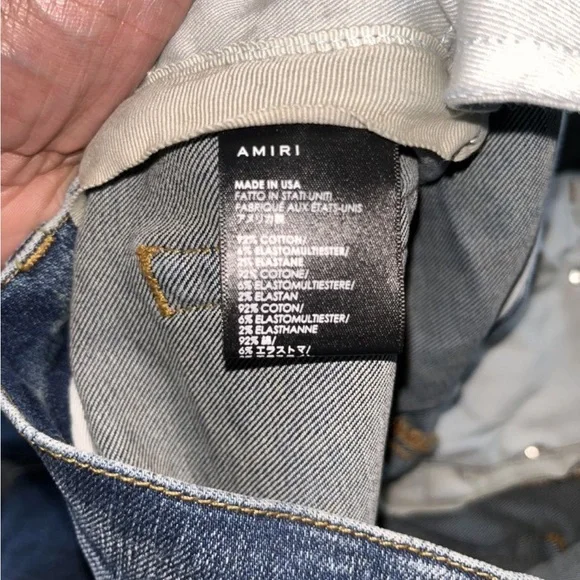 AMIRI
MADE IN USA
FATTO IN STATI UNITI
FABRIQUÉ AUX ÉTATS-UNIS
アメリカ製
92% COTTON/
6% ELASTOMULTIESTER/
2% ELASTANE
92% COTONE/
6% ELASTOMULTIESTERE/
2% ELASTAN
92% COTON/
6% ELASTOMULTIESTER/
2% ELASTHANNE
92% 綿/
6% エラストマ/